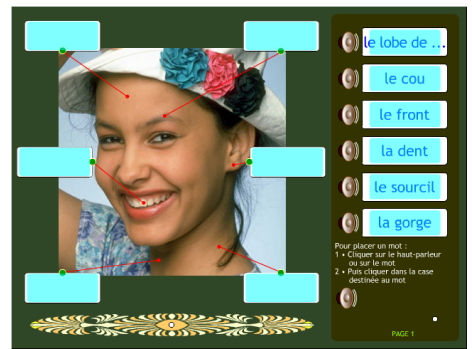 le lobe de ...
le cou
le front
la dent
le sourcil
la gorge
Pour placer un mot :
1 • Cliquer sur le haut-parleur
ou sur le mot
2 • Puis cliquer dans la case
destinée au mot
PAGE 1